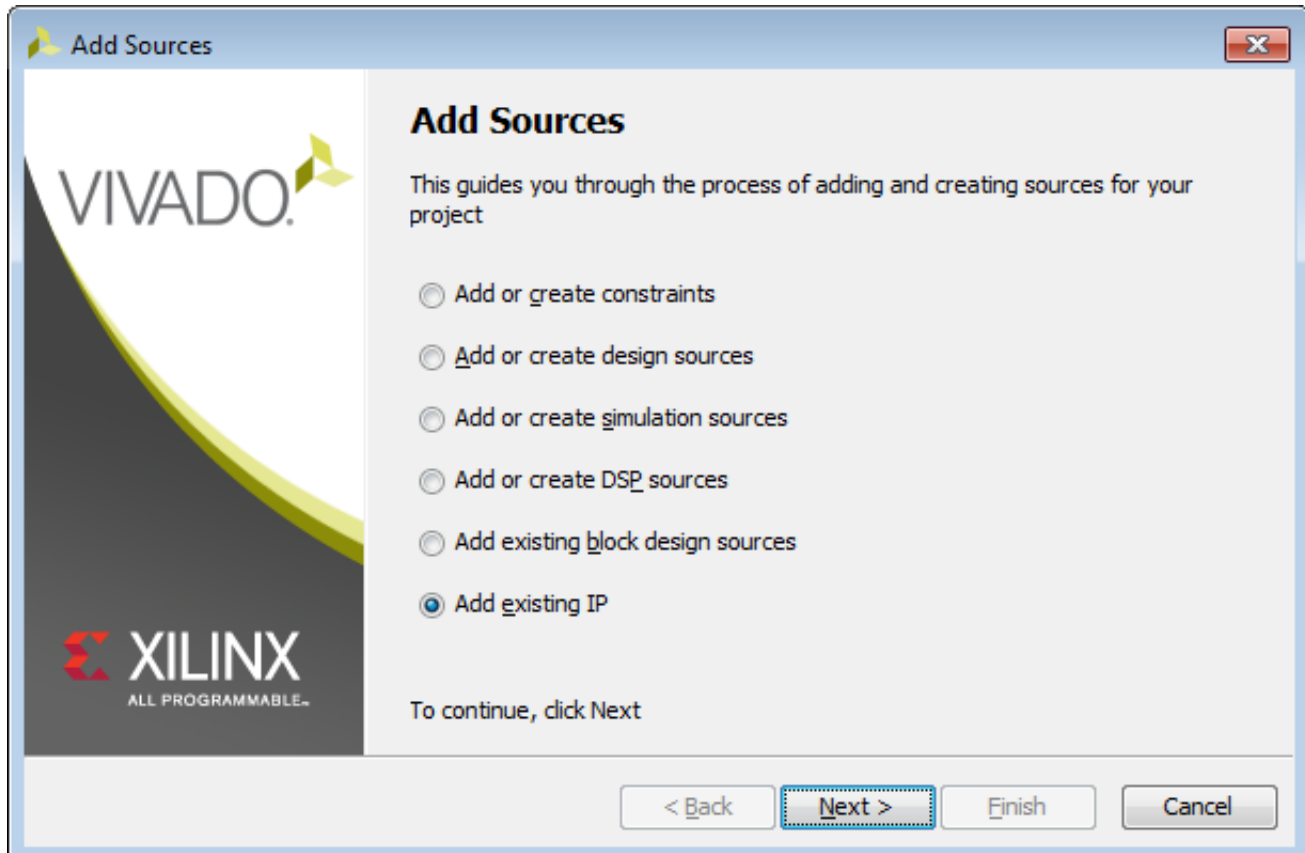 Add Sources
VIVADO.
Add Sources
This guides you through the process of adding and creating sources for your
project
Add or create constraints
Add or create design sources
Add or create simulation sources
Add or create DSP sources
Add existing block design sources
Add existing IP
XILINX
ALL PROGRAMMABLE™
To continue, click Next
< Back
Next >
Finish
Cancel